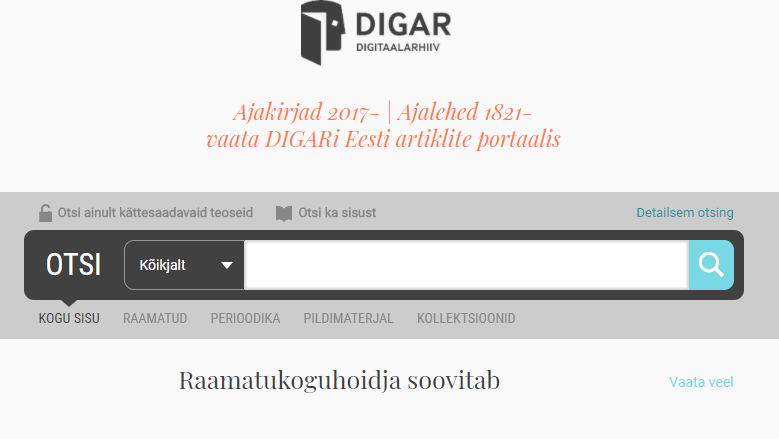 DIGAR
DIGITAALARHIIV
Ajakirjad 2017- | Ajalehed 1821-
vaata DIGARi Eesti artiklite portaalis
Otsi ainult kättesaadavaid teoseid Otsi ka sisust Detailsem otsing
OTSI Kõikjalt
KOGU SISU RAAMATUD PERIOODIKA PILDIMATERJAL KOLLEKTSIOONID
Raamatukoguhoidja soovitab Vaata veel